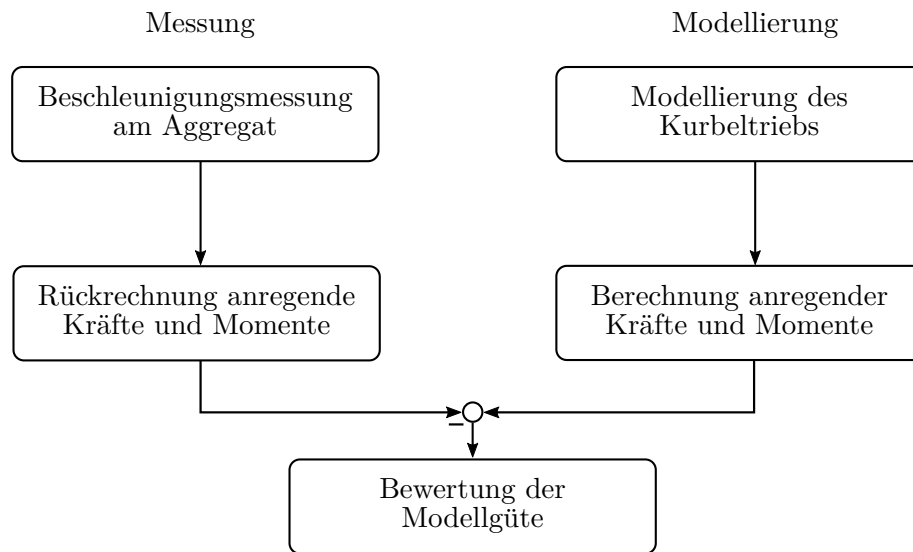 Messung
Modellierung
Beschleunigungsmessung
am Aggregat
Modellierung des
Kurbeltriebs
Rückrechnung anregende
Kräfte und Momente
Berechnung anregender
Kräfte und Momente
−
Bewertung der
Modellgüte